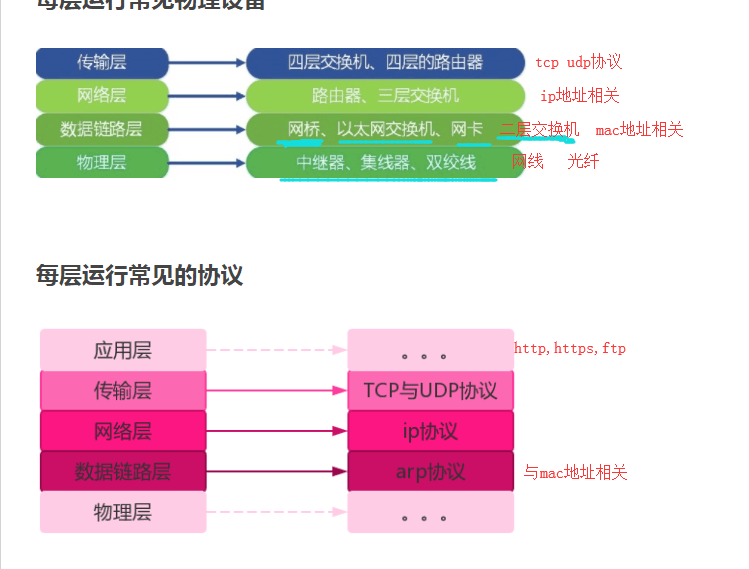 每层运行常见物理设备
传输层 四层交换机、四层的路由器 tcp udp协议
网络层 路由器、三层交换机 ip地址相关
数据链路层 网桥、以太网交换机、网卡 二层交换机 mac地址相关
物理层 中继器、集线器、双绞线 网线 光纤
每层运行常见的协议
应用层 。。。 http,https,ftp
传输层 TCP与UDP协议
网络层 ip协议
数据链路层 arp协议 与mac地址相关
物理层 。。。